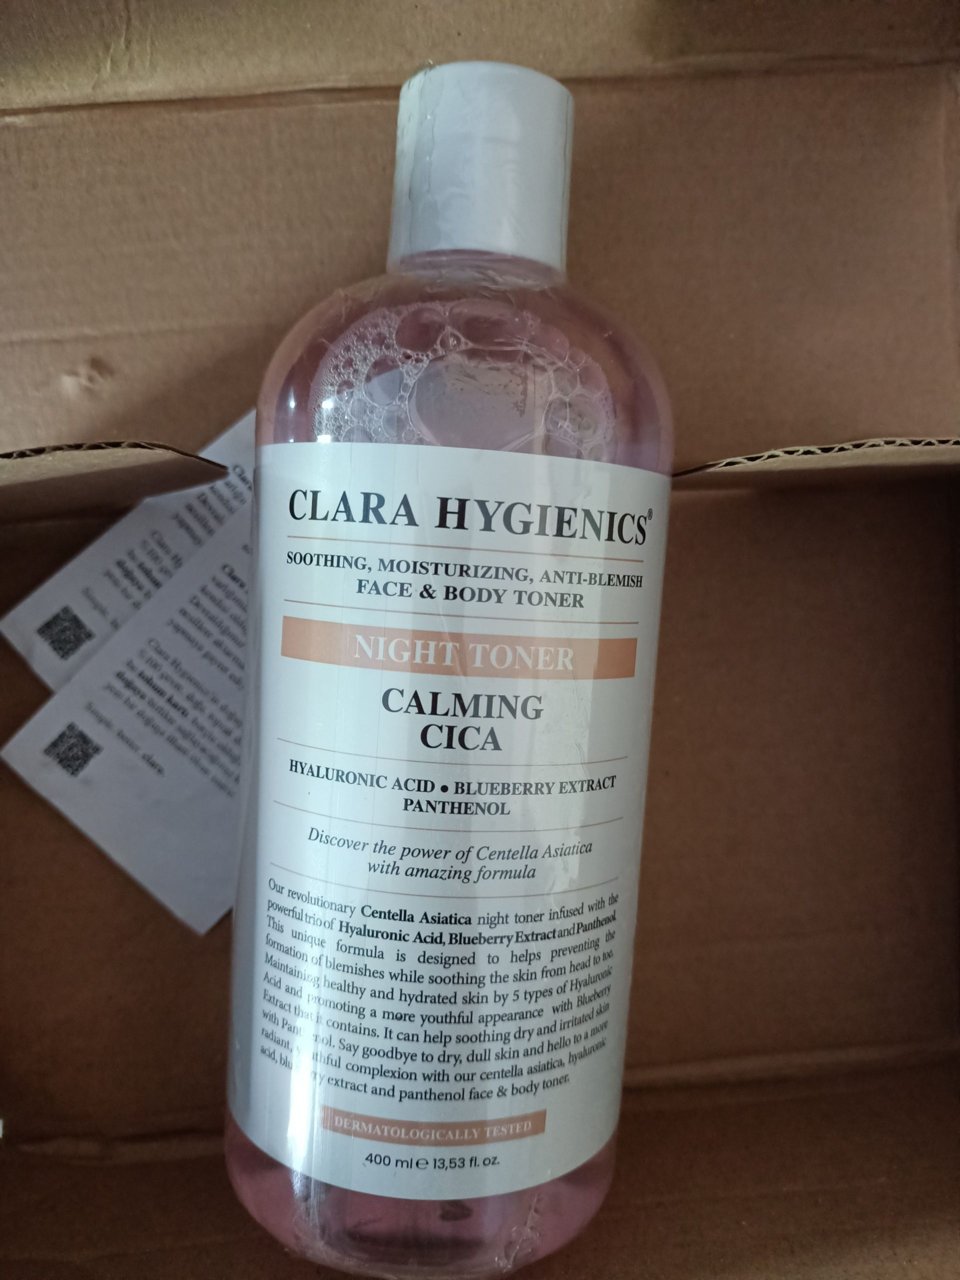 CLARA HYGIENICS®
SOOTHING, MOISTURIZING, ANTI-BLEMISH
FACE & BODY TONER
NIGHT TONER
CALMING
CICA
HYALURONIC ACID • BLUEBERRY EXTRACT
PANTHENOL
Discover the power of Centella Asiatica
with amazing formula
Our revolutionary Centella Asiatica night toner infused with the
powerful trio of Hyaluronic Acid, Blueberry Extract and Panthenol.
This unique formula is designed to helps preventing the
formation of blemishes while soothing the skin from head to toe.
Maintaining healthy and hydrated skin by 5 types of Hyaluronic
Acid and promoting a more youthful appearance with Blueberry
Extract that it contains. It can help soothing dry and irritated skin
with Panthenol. Say goodbye to dry, dull skin and hello to a more
radiant, youthful complexion with our centella asiatica, hyaluronic
acid, blueberry extract and panthenol face & body toner.
DERMATOLOGICALLY TESTED
400 ml ℮ 13,53 fl. oz.
Simple, better, clara.